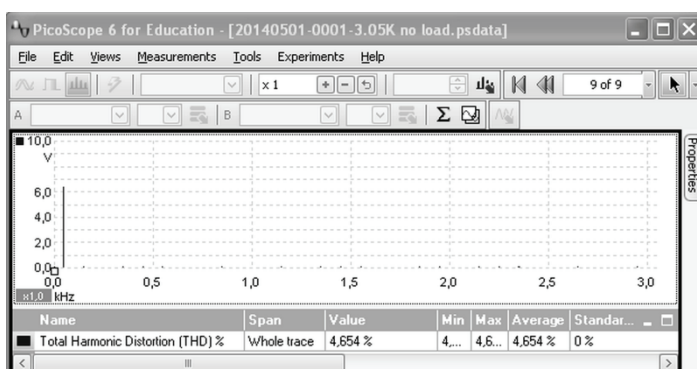 PicoScope 6 for Education - [20140501-0001-3.05K no load.psdata]
File Edit Views Measurements Tools Experiments Help
x 1 + - 9 of 9
A B Σ
10,0
V
6,0
4,0
2,0
0,0
0,0 0,5 1,0 1,5 2,0 2,5 3,0
x1,0 kHz
Properties
Name Span Value Min Max Average Standar...
Total Harmonic Distortion (THD) % Whole trace 4,654 % 4,... 4,6... 4,654 % 0 %